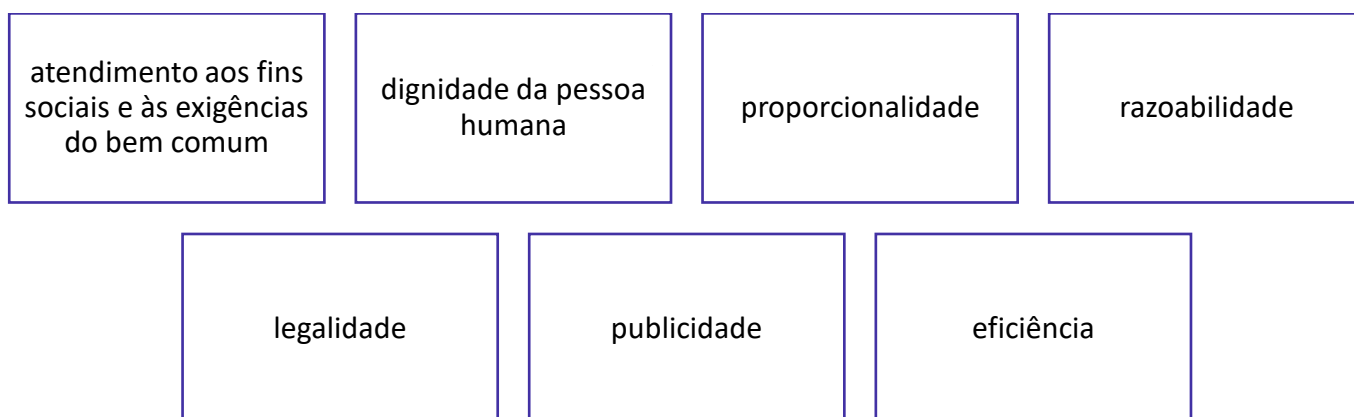 atendimento aos fins
sociais e às exigências
do bem comum
dignidade da pessoa
humana
proporcionalidade
razoabilidade
legalidade
publicidade
eficiência